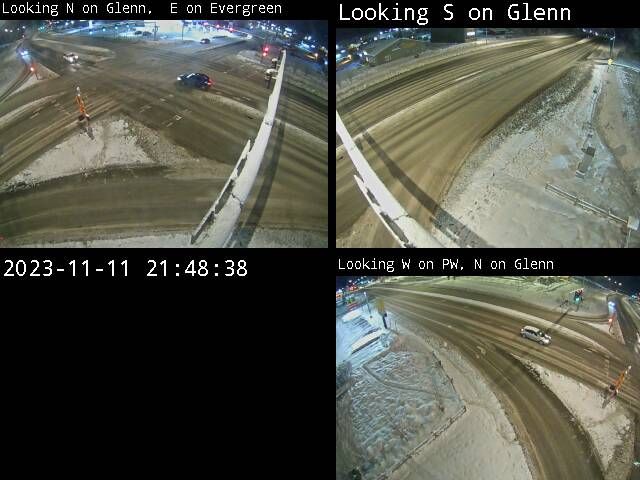 Looking N on Glenn,  E on Evergreen
Looking S on Glenn
2023-11-11 21:48:38
Looking W on PW, N on Glenn